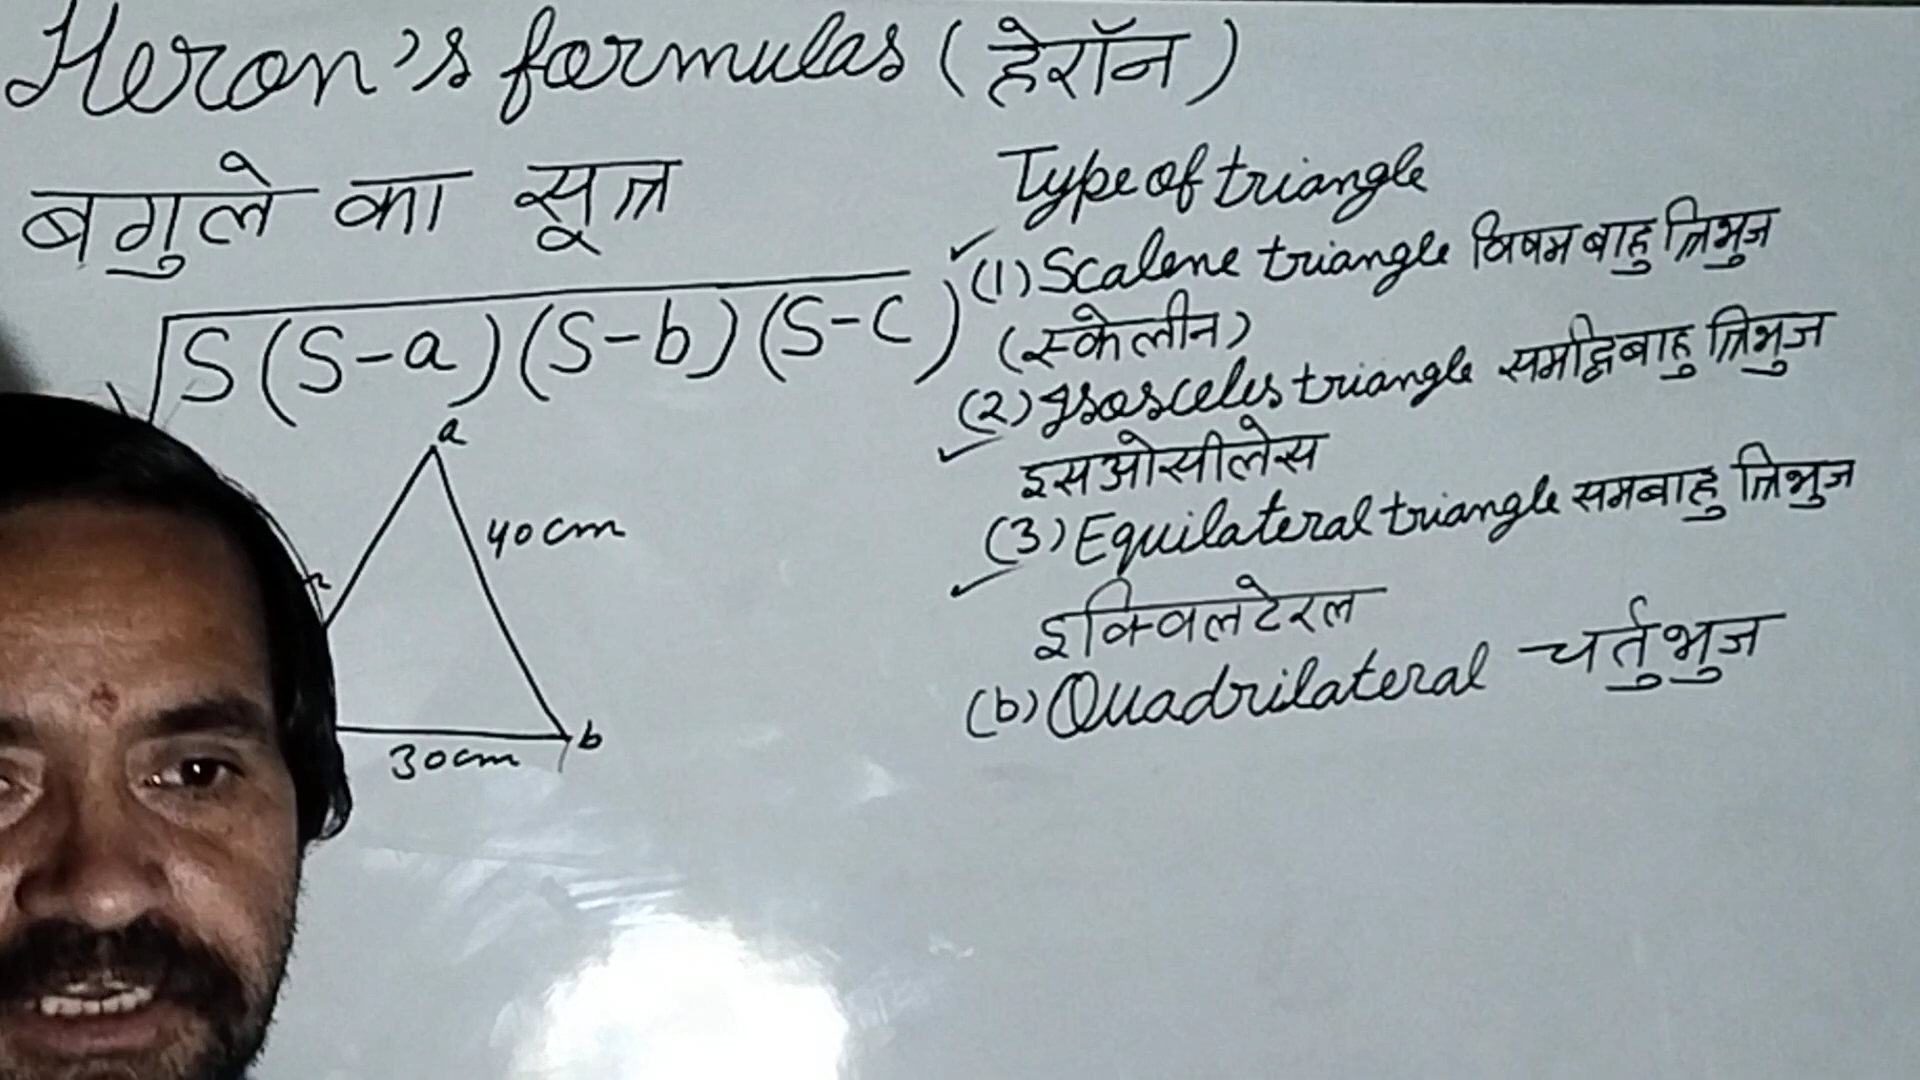 Heron's formulas (हेरॉन)
बगुले का सूत्र
√S(S-a)(S-b)(S-c)
a
40cm
30cm
b
Type of triangle
(1) Scalene triangle विषमबाहु त्रिभुज
(स्केलीन)
(2) Isosceles triangle समद्विबाहु त्रिभुज
इसओसीलेस
(3) Equilateral triangle समबाहु त्रिभुज
इक्विलटेरल
(b) Quadrilateral चर्तुभुज